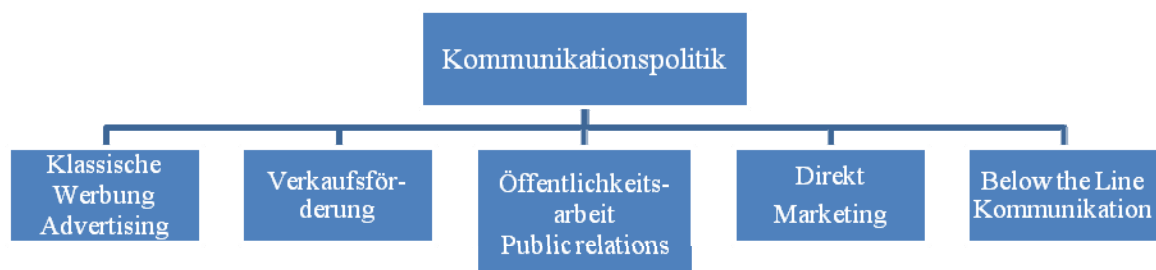 Kommunikationspolitik
Klassische
Werbung
Advertising
Verkaufsför-
derung
Öffentlichkeits-
arbeit
Public relations
Direkt
Marketing
Below the Line
Kommunikation